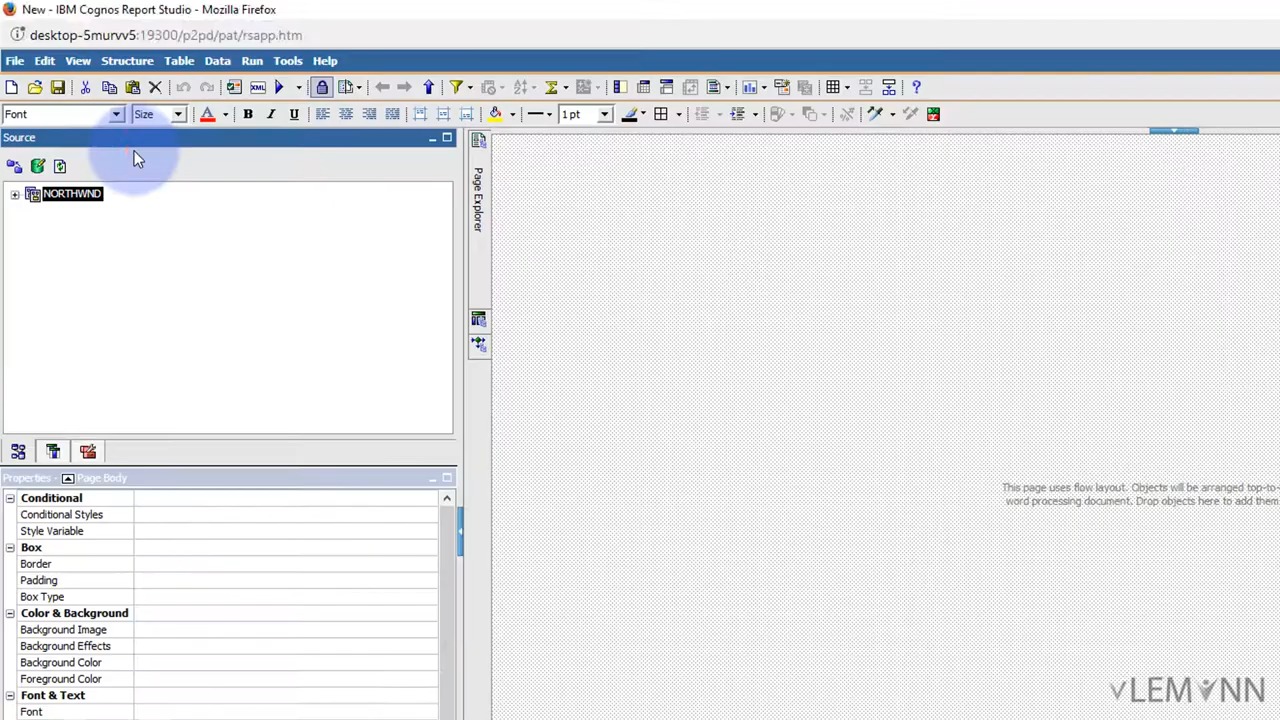 New - IBM Cognos Report Studio - Mozilla Firefox
desktop-5murvv5:19300/p2pd/pat/rsapp.htm
File Edit View Structure Table Data Run Tools Help
Font Size 1 pt
Source
NORTHWND
Page Explorer
Properties - Page Body
Conditional
Conditional Styles
Style Variable
Box
Border
Padding
Box Type
Color & Background
Background Image
Background Effects
Background Color
Foreground Color
Font & Text
Font
This page uses flow layout. Objects will be arranged top-to-
word processing document. Drop objects here to add them
vLEMYNN